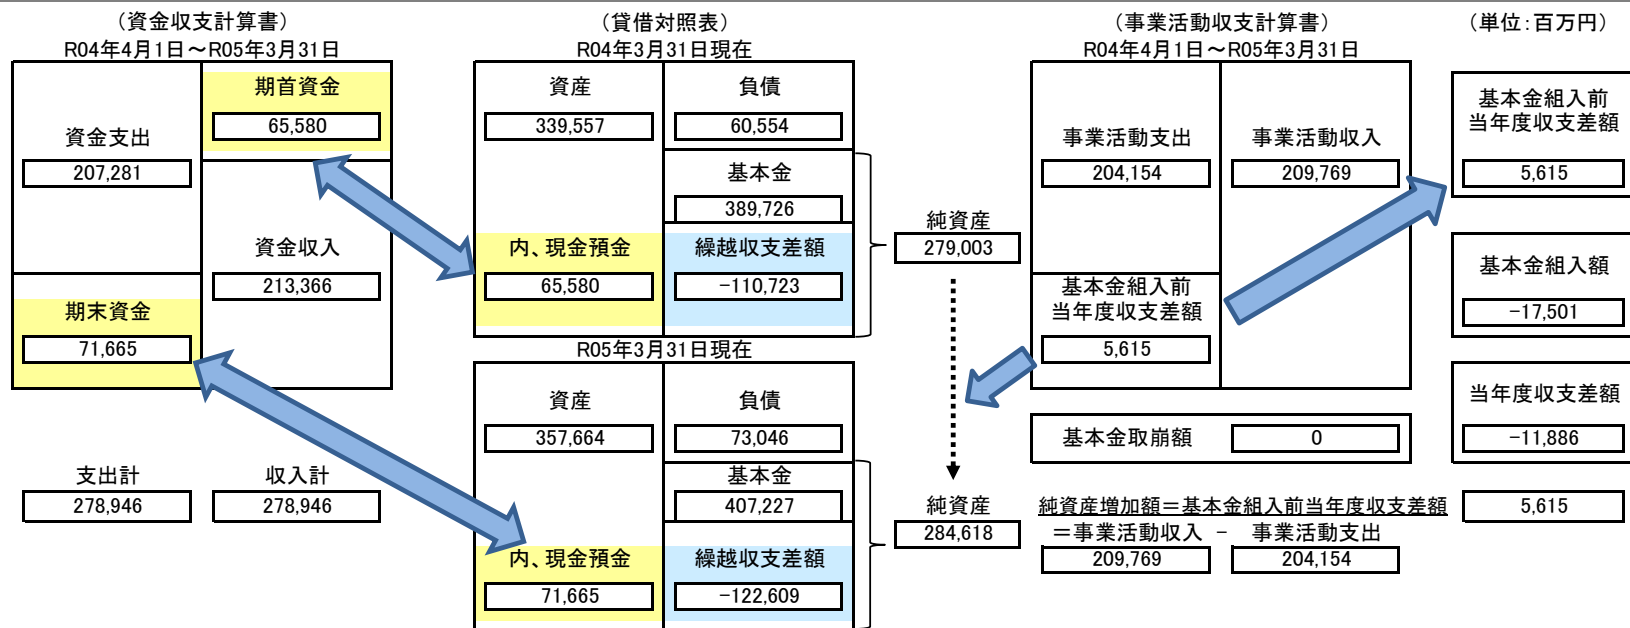 （資金収支計算書）
R04年4月1日～R05年3月31日
期首資金
65,580
資金支出
207,281
資金収入
213,366
期末資金
71,665
支出計
収入計
278,946
278,946
（貸借対照表）
R04年3月31日現在
資産
負債
339,557
60,554
基本金
389,726
内、現金預金
繰越収支差額
65,580
-110,723
純資産
279,003
R05年3月31日現在
資産
負債
357,664
73,046
基本金
407,227
内、現金預金
繰越収支差額
71,665
-122,609
純資産
284,618
（事業活動収支計算書）
R04年4月1日～R05年3月31日
事業活動支出
事業活動収入
204,154
209,769
基本金組入前
当年度収支差額
5,615
基本金取崩額
0
純資産増加額＝基本金組入前当年度収支差額
5,615
＝事業活動収入 － 事業活動支出
209,769
204,154
（単位：百万円）
基本金組入前
当年度収支差額
5,615
基本金組入額
-17,501
当年度収支差額
-11,886